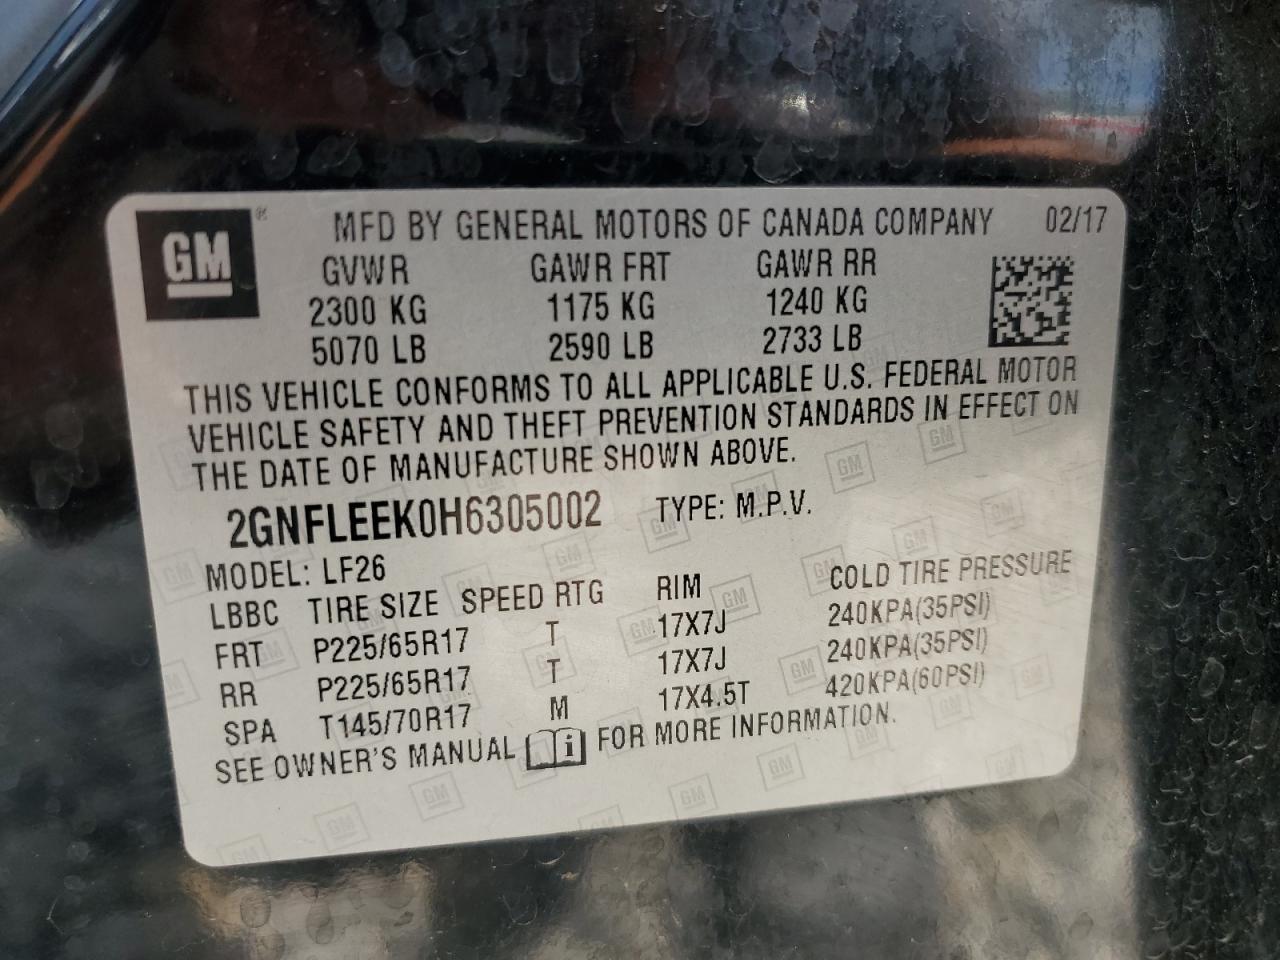 GM ® MFD BY GENERAL MOTORS OF CANADA COMPANY 02/17
GVWR GAWR FRT GAWR RR
2300 KG 1175 KG 1240 KG
5070 LB 2590 LB 2733 LB
THIS VEHICLE CONFORMS TO ALL APPLICABLE U.S. FEDERAL MOTOR
VEHICLE SAFETY AND THEFT PREVENTION STANDARDS IN EFFECT ON
THE DATE OF MANUFACTURE SHOWN ABOVE.
2GNFLEEK0H6305002 TYPE: M.P.V.
MODEL: LF26
LBBC TIRE SIZE SPEED RTG RIM COLD TIRE PRESSURE
FRT P225/65R17 T 17X7J 240KPA(35PSI)
RR P225/65R17 T 17X7J 240KPA(35PSI)
SPA T145/70R17 M 17X4.5T 420KPA(60PSI)
SEE OWNER'S MANUAL i FOR MORE INFORMATION.